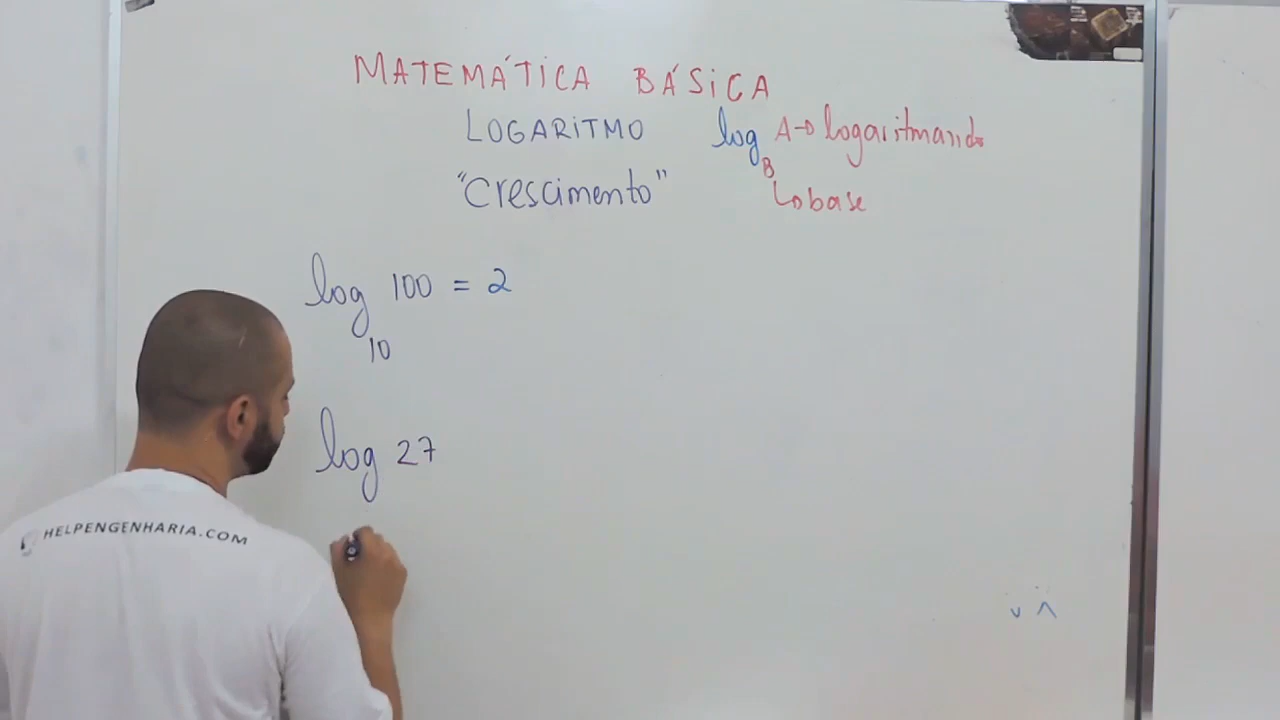 MATEMÁTICA BÁSICA
LOGARITMO log B A → logaritmando
"Crescimento" ↳ base
log 10 100 = 2
log 27
HELPENGENHARIA.COM